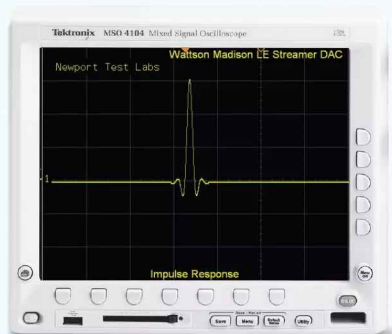 Tektronix MSO 4104 Mixed Signal Oscilloscope
Wattson Madison LE Streamer DAC
Newport Test Labs
1
Impulse Response
Save Menu Default Utility